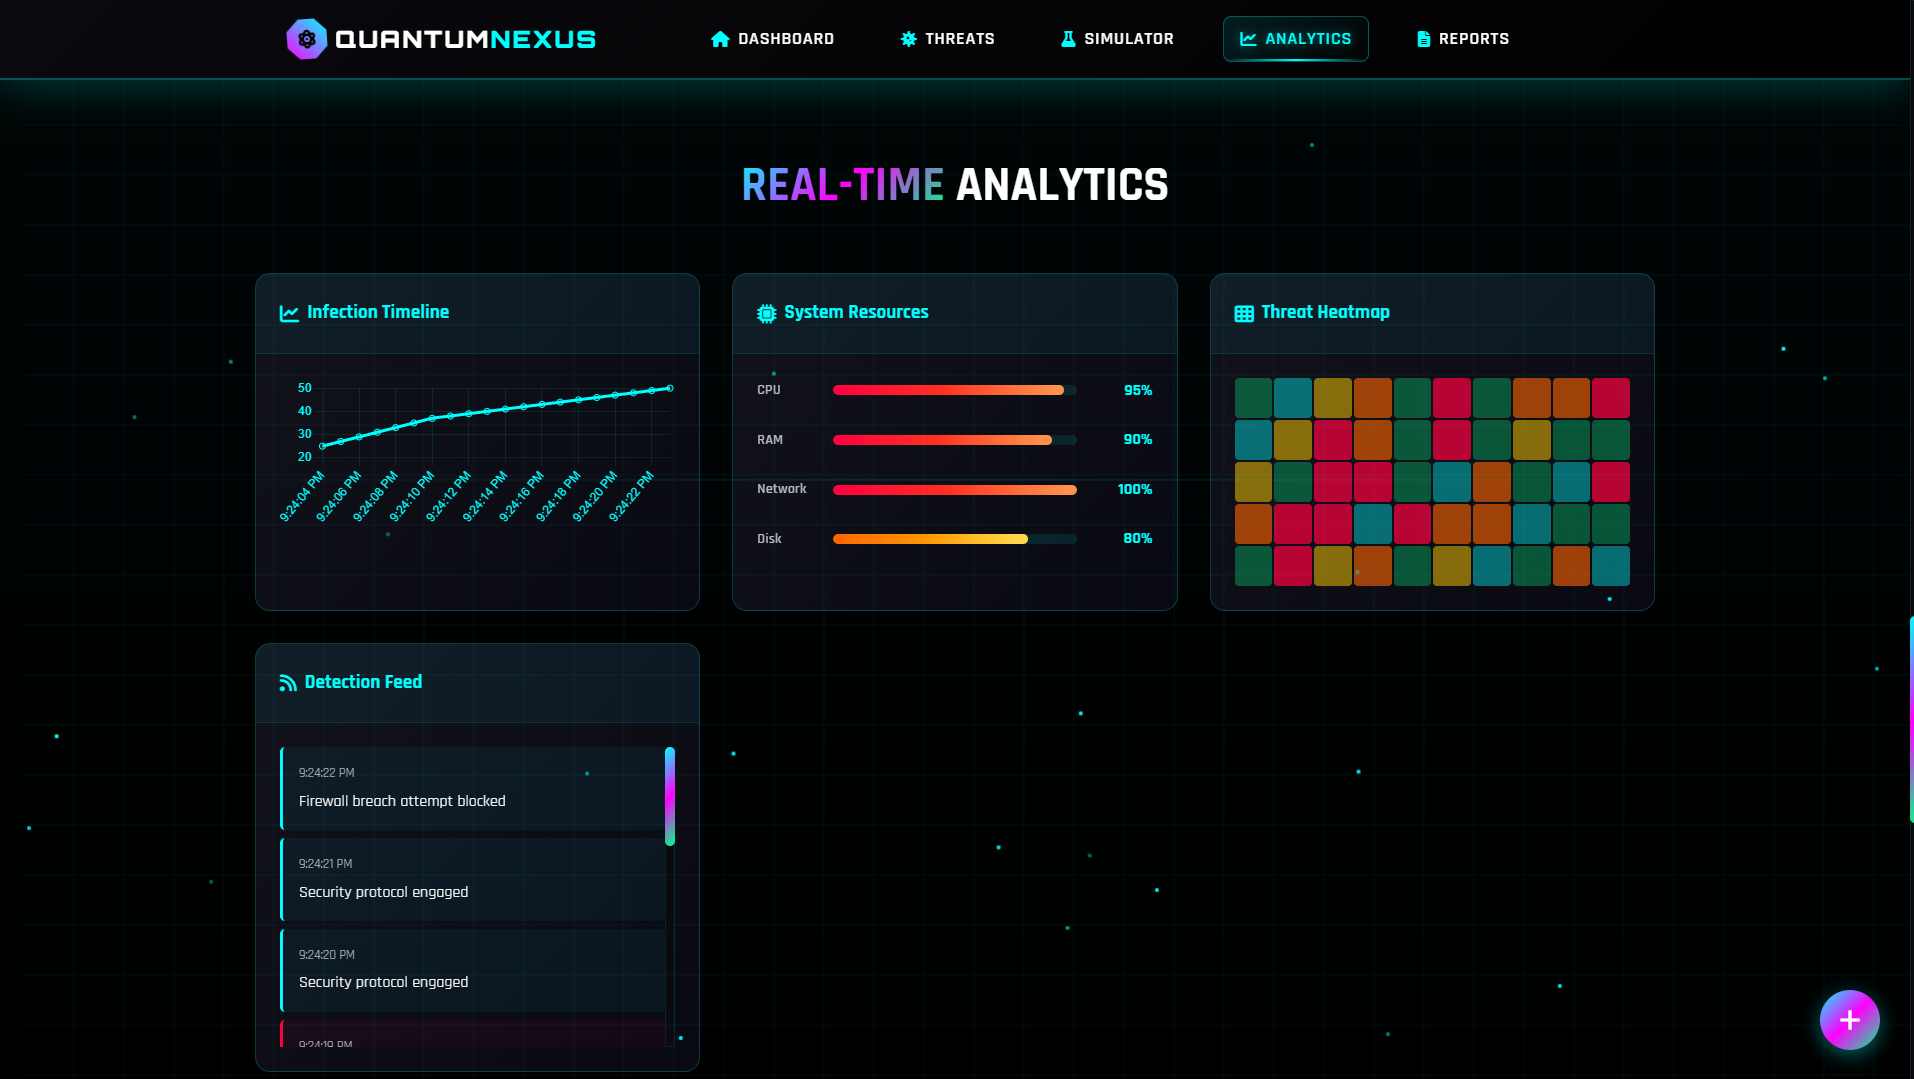 QUANTUMNEXUS
DASHBOARD
THREATS
SIMULATOR
ANALYTICS
REPORTS
REAL-TIME ANALYTICS
Infection Timeline
50
40
30
20
9:24:04 PM
9:24:06 PM
9:24:08 PM
9:24:10 PM
9:24:12 PM
9:24:14 PM
9:24:16 PM
9:24:18 PM
9:24:20 PM
9:24:22 PM
System Resources
CPU 95%
RAM 90%
Network 100%
Disk 80%
Threat Heatmap
Detection Feed
9:24:22 PM
Firewall breach attempt blocked
9:24:21 PM
Security protocol engaged
9:24:20 PM
Security protocol engaged
9:24:19 PM